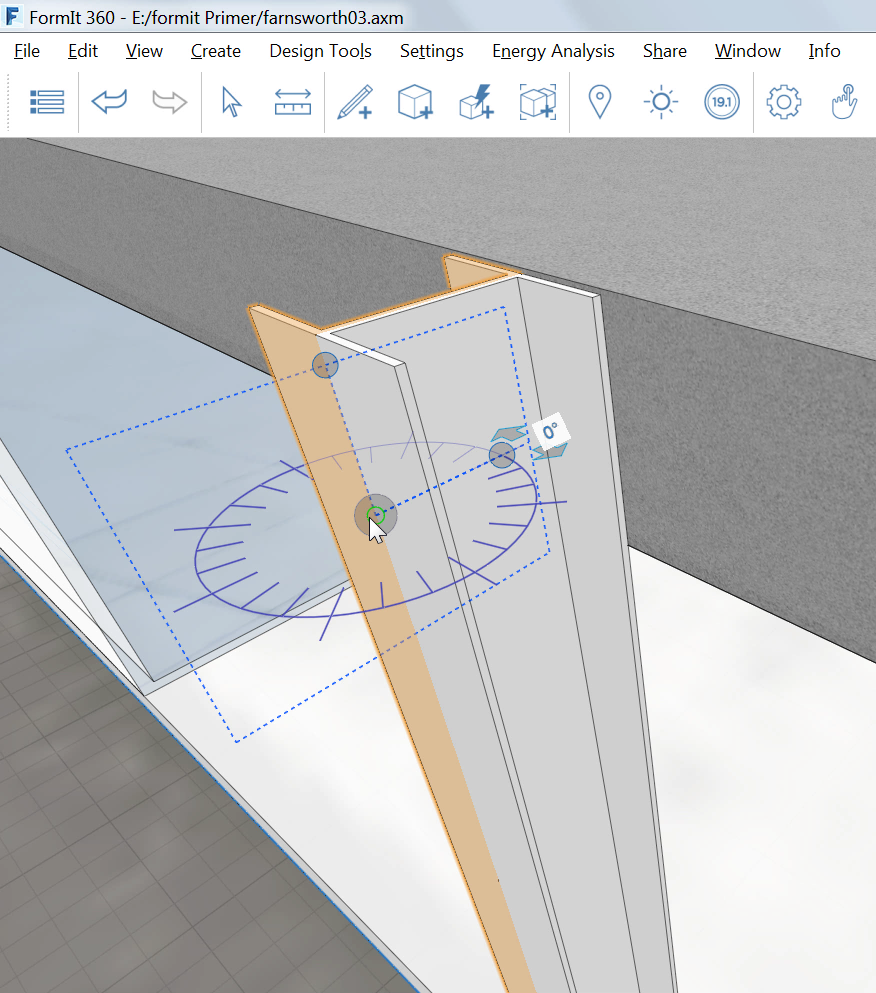 FormIt 360 - E:/formit Primer/farnsworth03.axm
File Edit View Create Design Tools Settings Energy Analysis Share Window Info
19.1
0°